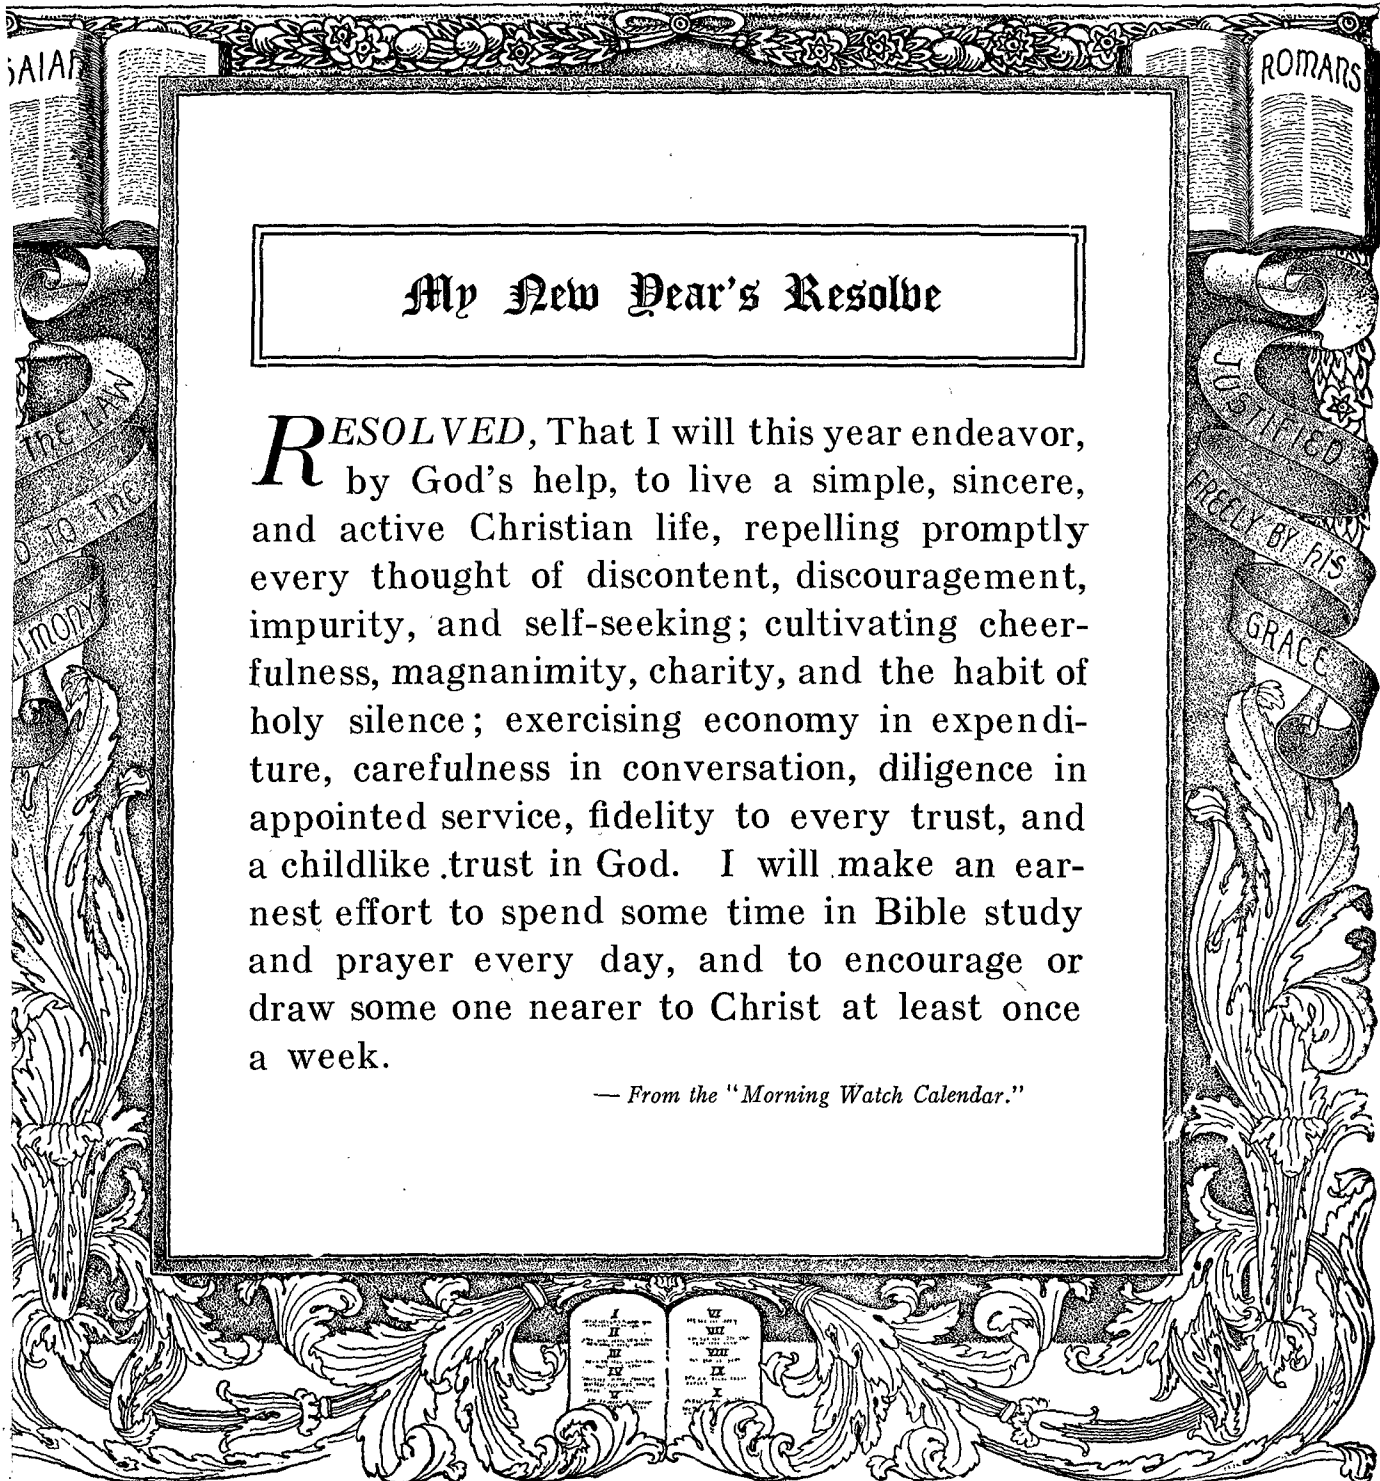 ROMANS
My New Year's Resolve
RESOLVED, That I will this year endeavor,
by God's help, to live a simple, sincere,
and active Christian life, repelling promptly
every thought of discontent, discouragement,
impurity, and self-seeking; cultivating cheer-
fulness, magnanimity, charity, and the habit of
holy silence; exercising economy in expendi-
ture, carefulness in conversation, diligence in
appointed service, fidelity to every trust, and
a childlike trust in God. I will make an ear-
nest effort to spend some time in Bible study
and prayer every day, and to encourage or
draw some one nearer to Christ at least once
a week.
— From the "Morning Watch Calendar."
THE LAW
TO THE
JUSTIFIED
FREELY BY HIS
GRACE
I
II
III
IV
V
VI
VII
VIII
IX
X